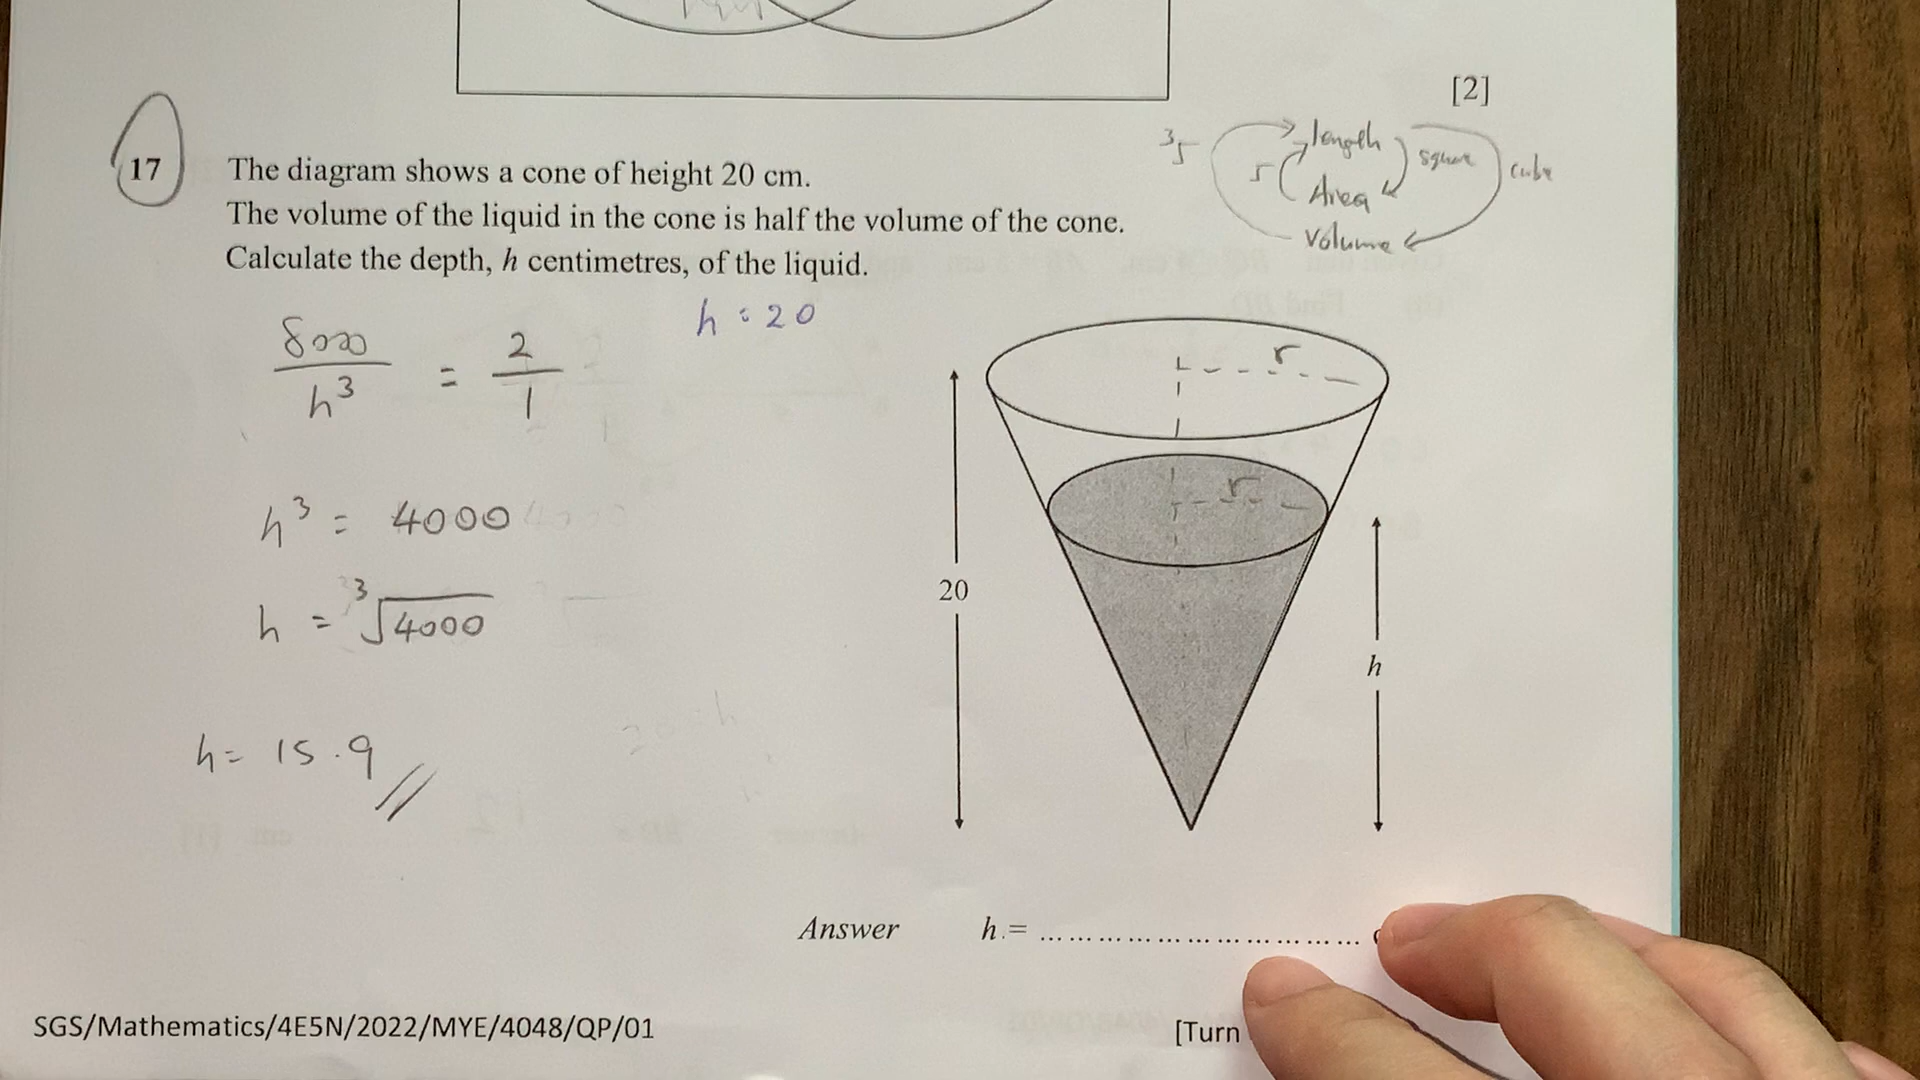 [2]
17
The diagram shows a cone of height 20 cm.
The volume of the liquid in the cone is half the volume of the cone.
Calculate the depth, h centimetres, of the liquid.
3√
√
length
Area
Volume
square
cube
h : 20
8000/h³ = 2/1
h³ = 4000
h = ³√4000
h = 15.9
r
r
20
h
Answer h = ....................................
SGS/Mathematics/4E5N/2022/MYE/4048/QP/01
[Turn